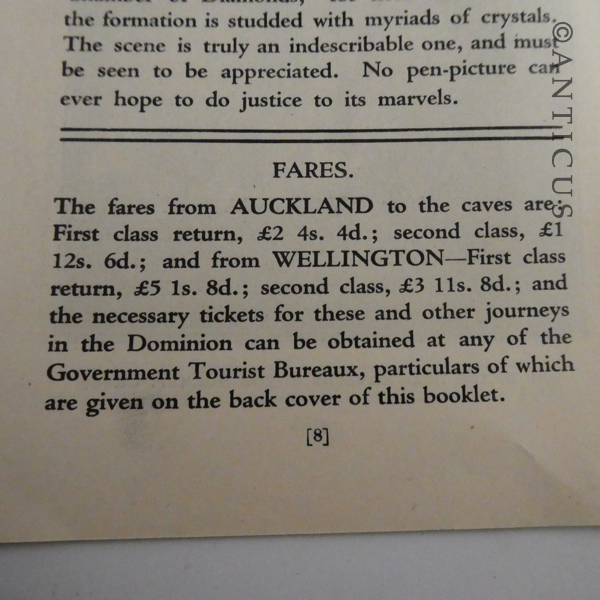 of Diamonds,
the formation is studded with myriads of crystals.
The scene is truly an indescribable one, and must
be seen to be appreciated. No pen-picture can
ever hope to do justice to its marvels.
FARES.
The fares from AUCKLAND to the caves are:
First class return, £2 4s. 4d.; second class, £1
12s. 6d.; and from WELLINGTON—First class
return, £5 1s. 8d.; second class, £3 11s. 8d.; and
the necessary tickets for these and other journeys
in the Dominion can be obtained at any of the
Government Tourist Bureaux, particulars of which
are given on the back cover of this booklet.
[8]
©ANTICUS